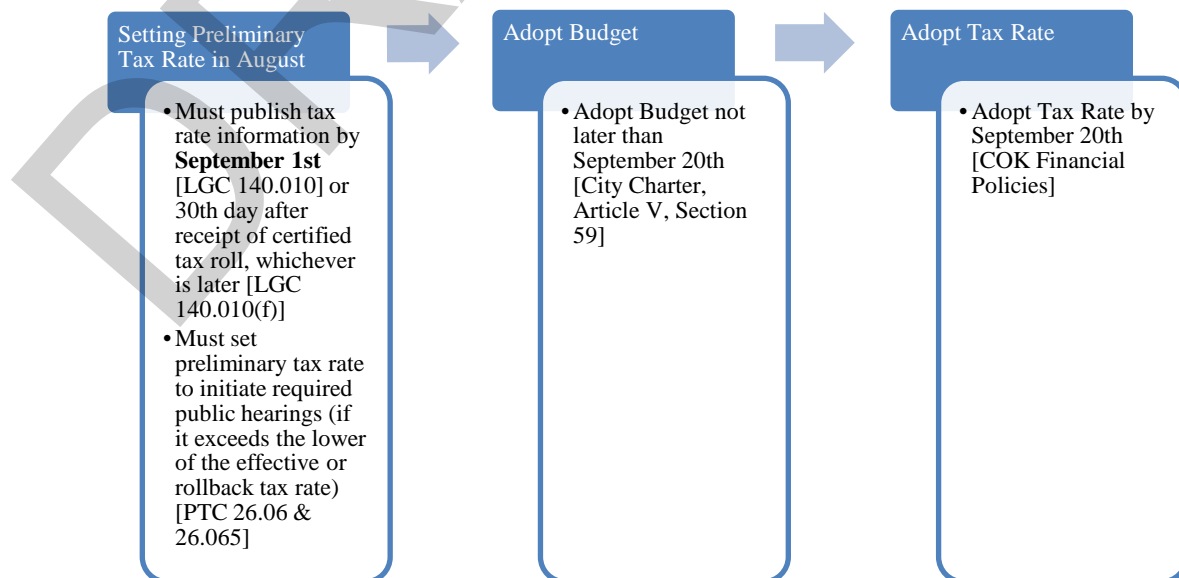 Setting Preliminary
Tax Rate in August
• Must publish tax
rate information by
September 1st
[LGC 140.010] or
30th day after
receipt of certified
tax roll, whichever
is later [LGC
140.010(f)]
• Must set
preliminary tax rate
to initiate required
public hearings (if
it exceeds the lower
of the effective or
rollback tax rate)
[PTC 26.06 &
26.065]
Adopt Budget
• Adopt Budget not
later than
September 20th
[City Charter,
Article V, Section
59]
Adopt Tax Rate
• Adopt Tax Rate by
September 20th
[COK Financial
Policies]